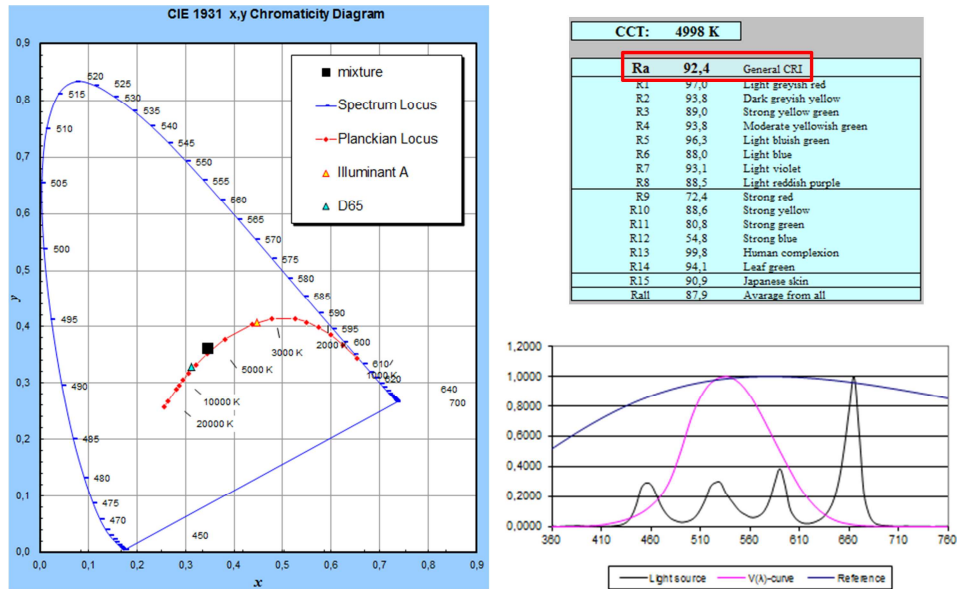 CIE 1931 x,y Chromaticity Diagram
0,9
0,8
0,7
0,6
0,5
0,4
0,3
0,2
0,1
0,0
y
0,0 0,1 0,2 0,3 0,4 0,5 0,6 0,7 0,8 0,9
x
mixture
Spectrum Locus
Planckian Locus
Illuminant A
D65
520
525
515
530
535
540
510
545
550
555
505
560
565
500
570
575
580
585
495
590
595
600
610/
620
490
485
480
475
470
450
640
700
3000 K
2000
1000 K
5000 K
10000 K
20000 K
CCT: 4998 K
Ra 92,4 General CRI
R1 97,0 Light greyish red
R2 93,8 Dark greyish yellow
R3 89,0 Strong yellow green
R4 93,8 Moderate yellowish green
R5 96,3 Light bluish green
R6 88,0 Light blue
R7 93,1 Light violet
R8 88,5 Light reddish purple
R9 72,4 Strong red
R10 88,6 Strong yellow
R11 80,8 Strong green
R12 54,8 Strong blue
R13 99,8 Human complexion
R14 94,1 Leaf green
R15 90,9 Japanese skin
Rall 87,9 Avarage from all
1,2000
1,0000
0,8000
0,6000
0,4000
0,2000
0,0000
360 410 460 510 560 610 660 710 760
Light source V(λ)-curve Reference